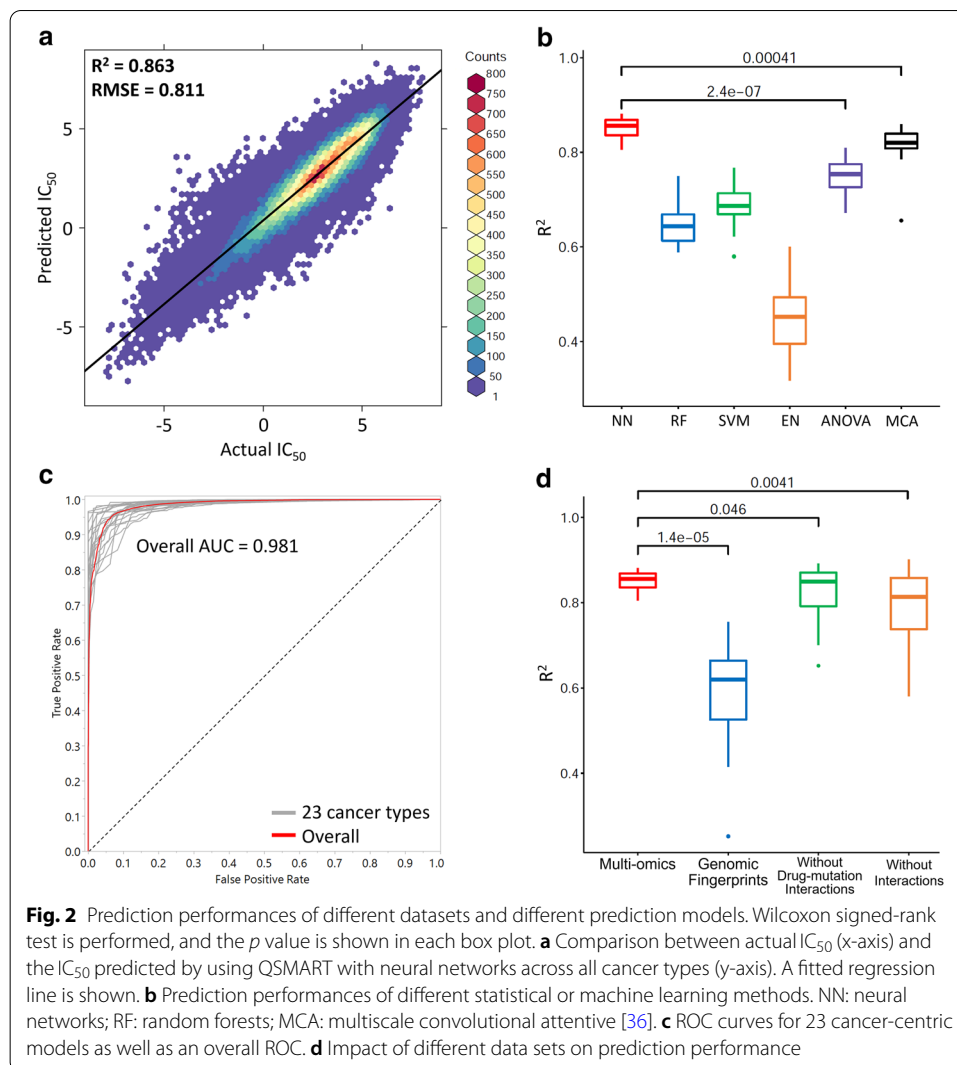 a
R² = 0.863
RMSE = 0.811
Predicted IC₅₀
5
0
-5
-5
0
5
Actual IC₅₀
Counts
800
750
700
650
600
550
500
450
400
350
300
250
200
150
100
50
1
b
0.00041
2.4e-07
R²
1.0
0.8
0.6
0.4
NN
RF
SVM
EN
ANOVA
MCA
c
True Positive Rate
1.0
0.9
0.8
0.7
0.6
0.5
0.4
0.3
0.2
0.1
0.0
Overall AUC = 0.981
23 cancer types
Overall
0.0
0.1
0.2
0.3
0.4
0.5
0.6
0.7
0.8
0.9
1.0
False Positive Rate
d
0.0041
0.046
1.4e-05
R²
1.0
0.8
0.6
0.4
Multi-omics
Genomic
Fingerprints
Without
Drug-mutation
Interactions
Without
Interactions
Fig. 2 Prediction performances of different datasets and different prediction models. Wilcoxon signed-rank
test is performed, and the p value is shown in each box plot. a Comparison between actual IC₅₀ (x-axis) and
the IC₅₀ predicted by using QSMART with neural networks across all cancer types (y-axis). A fitted regression
line is shown. b Prediction performances of different statistical or machine learning methods. NN: neural
networks; RF: random forests; MCA: multiscale convolutional attentive [36]. c ROC curves for 23 cancer-centric
models as well as an overall ROC. d Impact of different data sets on prediction performance